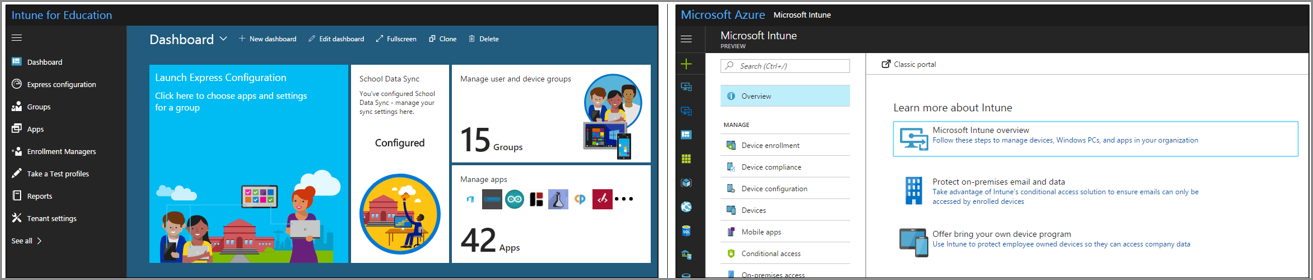 Intune for Education
Dashboard
Express configuration
Groups
Apps
Enrollment Managers
Take a Test profiles
Reports
Tenant settings
See all
Dashboard
New dashboard
Edit dashboard
Fullscreen
Clone
Delete
Launch Express Configuration
Click here to choose apps and settings
for a group
School Data Sync
You've configured School
Data Sync - manage your
sync settings here.
Configured
Manage user and device groups
15 Groups
Manage apps
42 Apps
Microsoft Azure Microsoft Intune
Microsoft Intune
PREVIEW
Search (Ctrl+/)
Overview
MANAGE
Device enrollment
Device compliance
Device configuration
Devices
Mobile apps
Conditional access
On-premises access
Classic portal
Learn more about Intune
Microsoft Intune overview
Follow these steps to manage devices, Windows PCs, and apps in your organization
Protect on-premises email and data
Take advantage of Intune's conditional access solution to ensure emails can only be
accessed by enrolled devices
Offer bring your own device program
Use Intune to protect employee owned devices so they can access company data